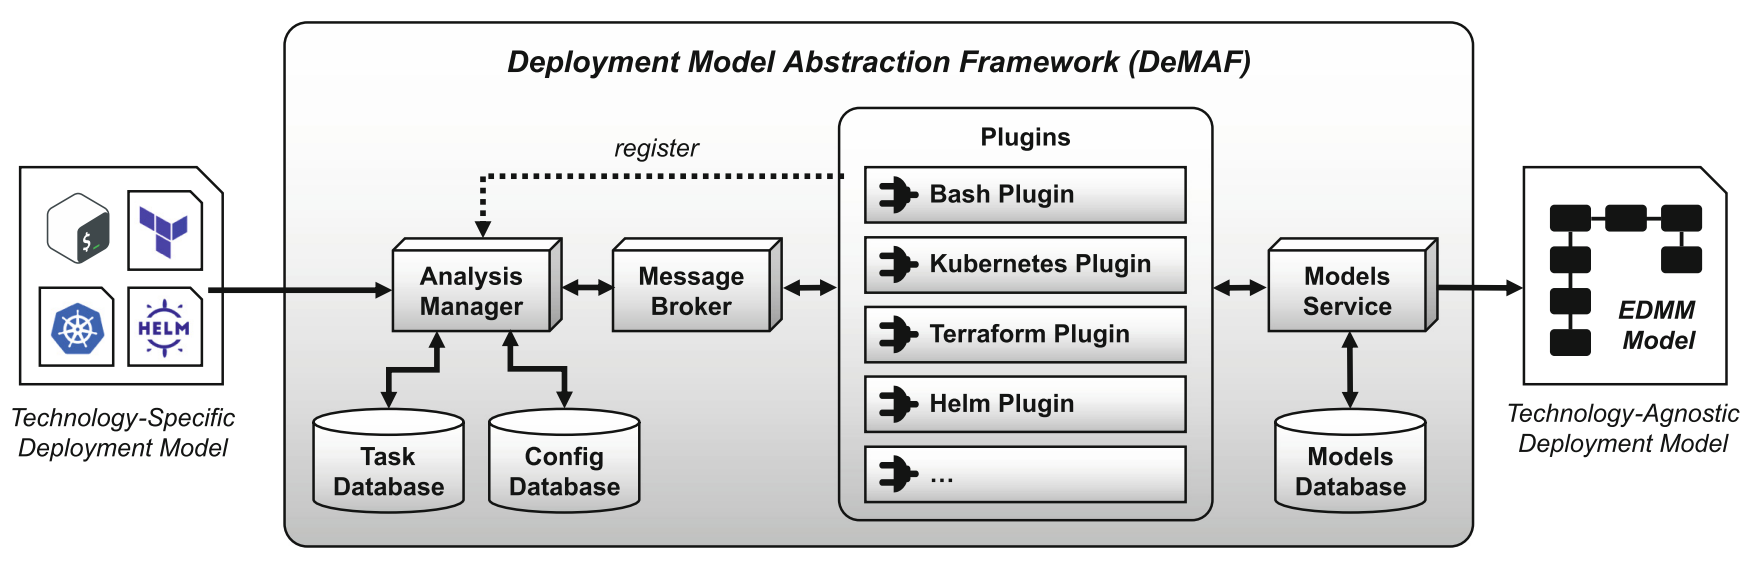 Deployment Model Abstraction Framework (DeMAF)
register
Plugins
Bash Plugin
Kubernetes Plugin
Terraform Plugin
Helm Plugin
...
$_
HELM
Technology-Specific
Deployment Model
Analysis
Manager
Message
Broker
Task
Database
Config
Database
Models
Service
Models
Database
EDMM
Model
Technology-Agnostic
Deployment Model